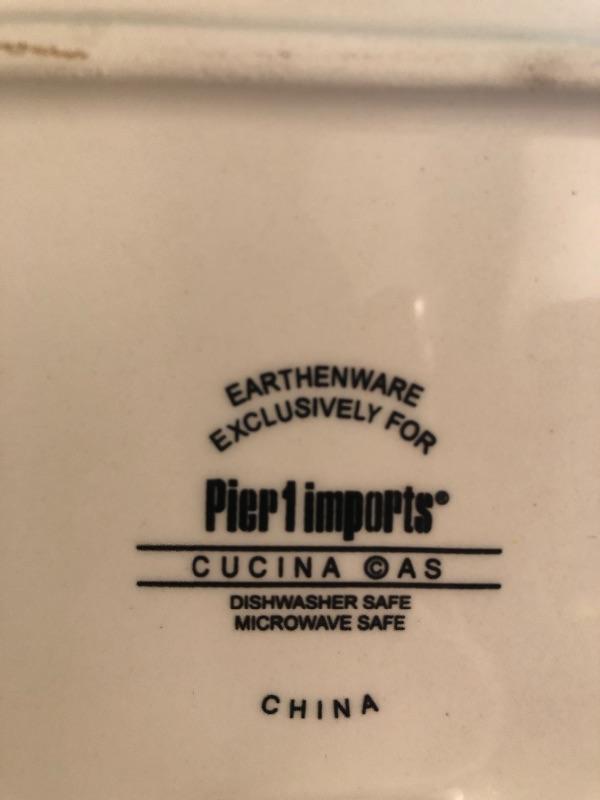 EARTHENWARE
EXCLUSIVELY FOR
Pier 1 imports®
CUCINA ©AS
DISHWASHER SAFE
MICROWAVE SAFE
CHINA